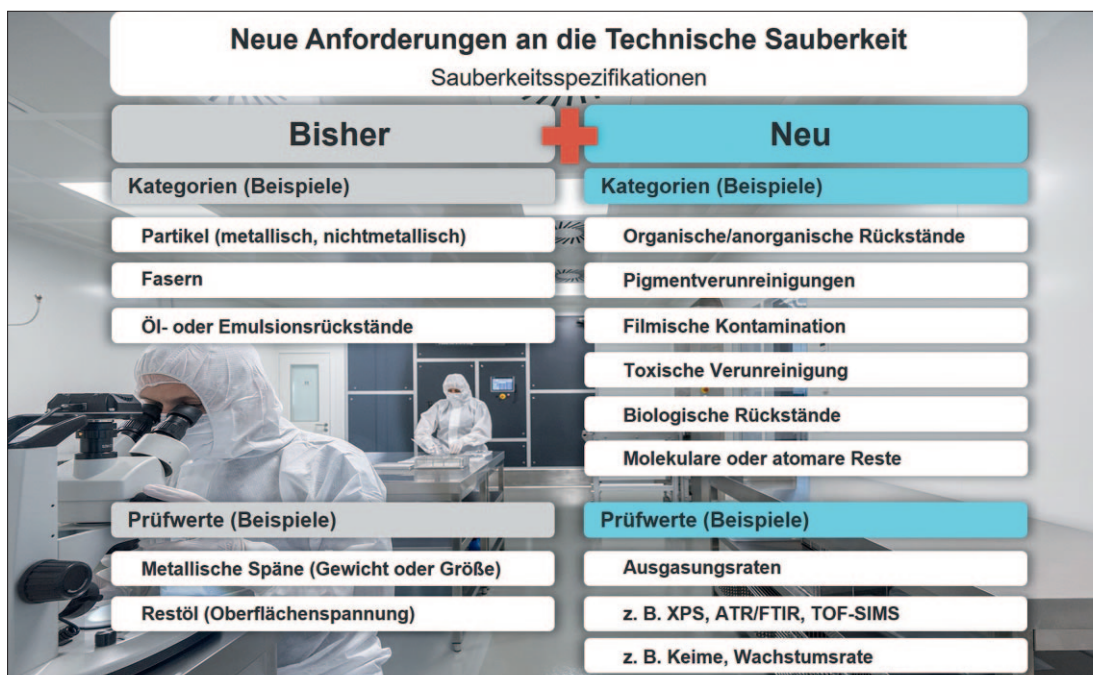 Neue Anforderungen an die Technische Sauberkeit
Sauberkeitsspezifikationen
Bisher
Kategorien (Beispiele)
Partikel (metallisch, nichtmetallisch)
Fasern
Öl- oder Emulsionsrückstände
Prüfwerte (Beispiele)
Metallische Späne (Gewicht oder Größe)
Restöl (Oberflächenspannung)
Neu
Kategorien (Beispiele)
Organische/anorganische Rückstände
Pigmentverunreinigungen
Filmische Kontamination
Toxische Verunreinigung
Biologische Rückstände
Molekulare oder atomare Reste
Prüfwerte (Beispiele)
Ausgasungsraten
z. B. XPS, ATR/FTIR, TOF-SIMS
z. B. Keime, Wachstumsrate